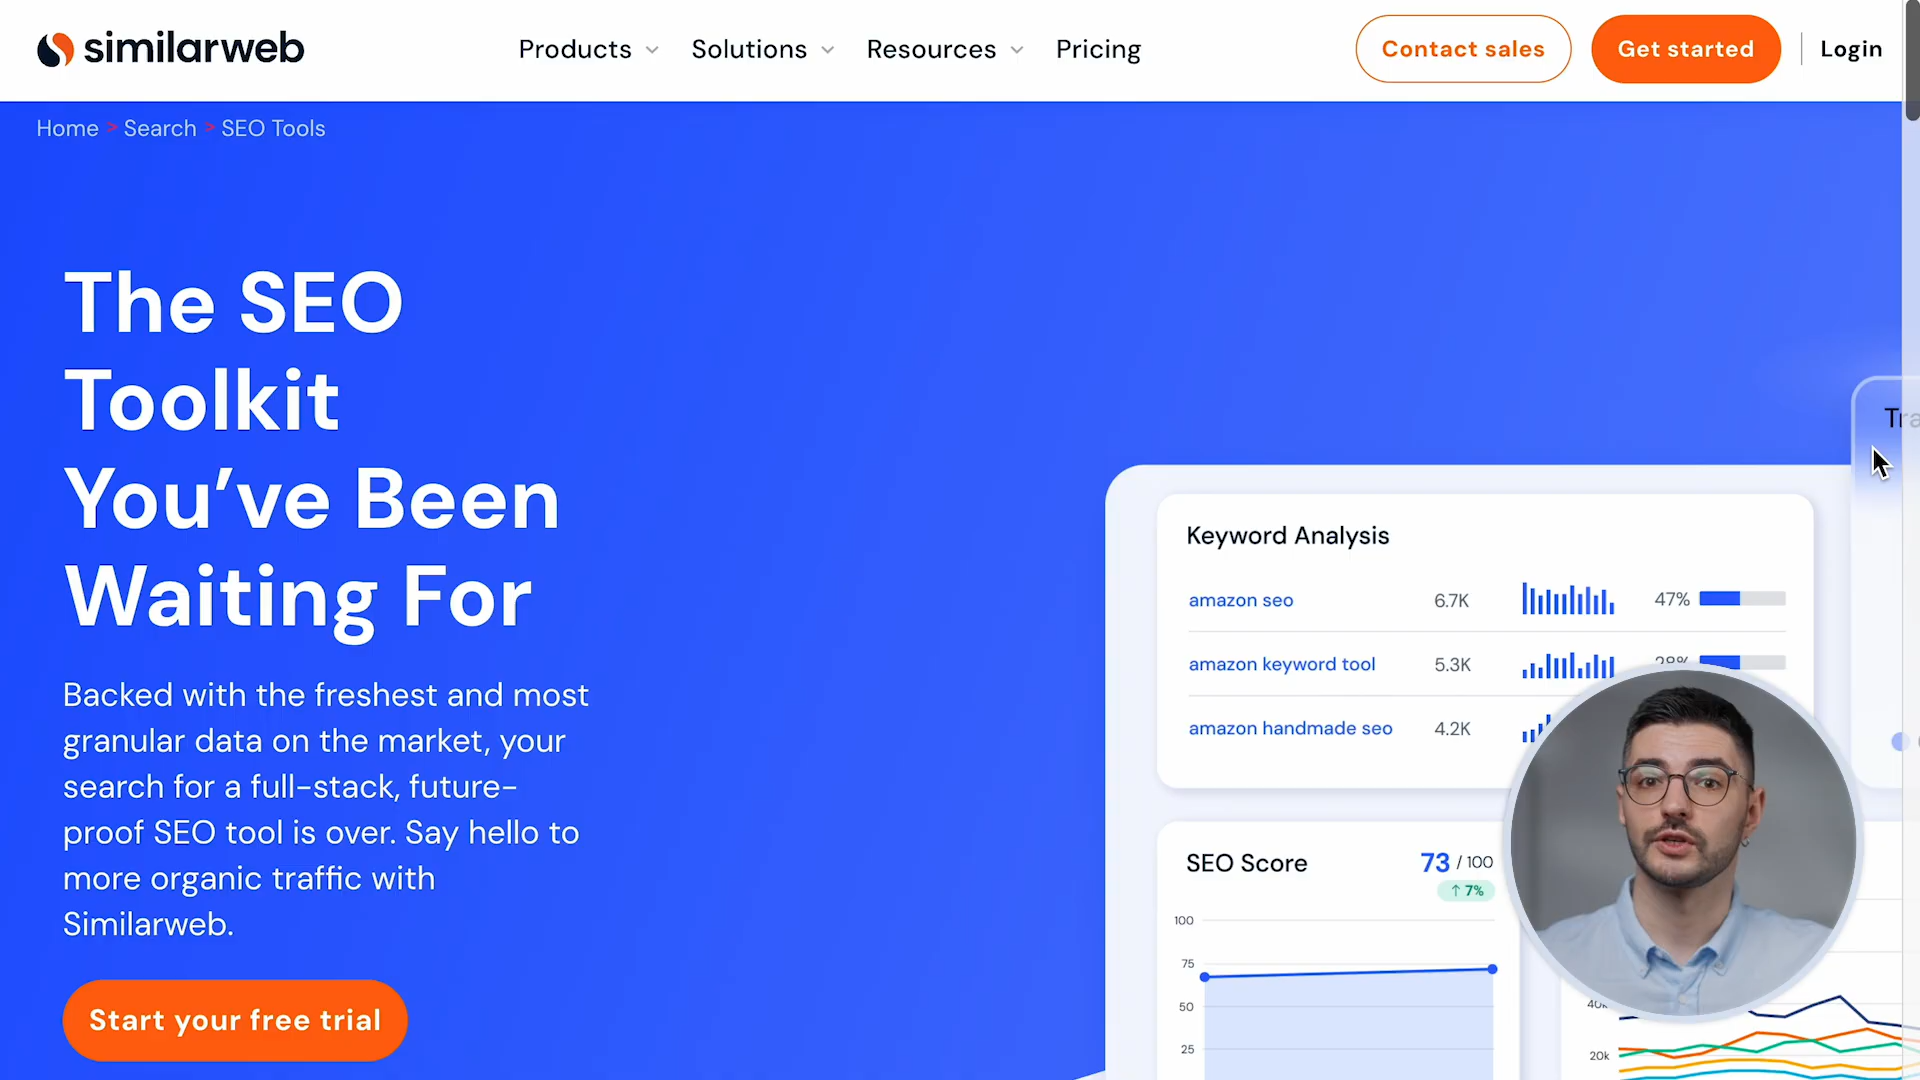 similarweb
Products
Solutions
Resources
Pricing
Contact sales
Get started
Login
Home > Search > SEO Tools
The SEO
Toolkit
You’ve Been
Waiting For
Backed with the freshest and most
granular data on the market, your
search for a full-stack, future-
proof SEO tool is over. Say hello to
more organic traffic with
Similarweb.
Start your free trial
Keyword Analysis
amazon seo 6.7K 47%
amazon keyword tool 5.3K 28%
amazon handmade seo 4.2K
SEO Score 73 / 100
↑ 7%
100
75
50
25
20k